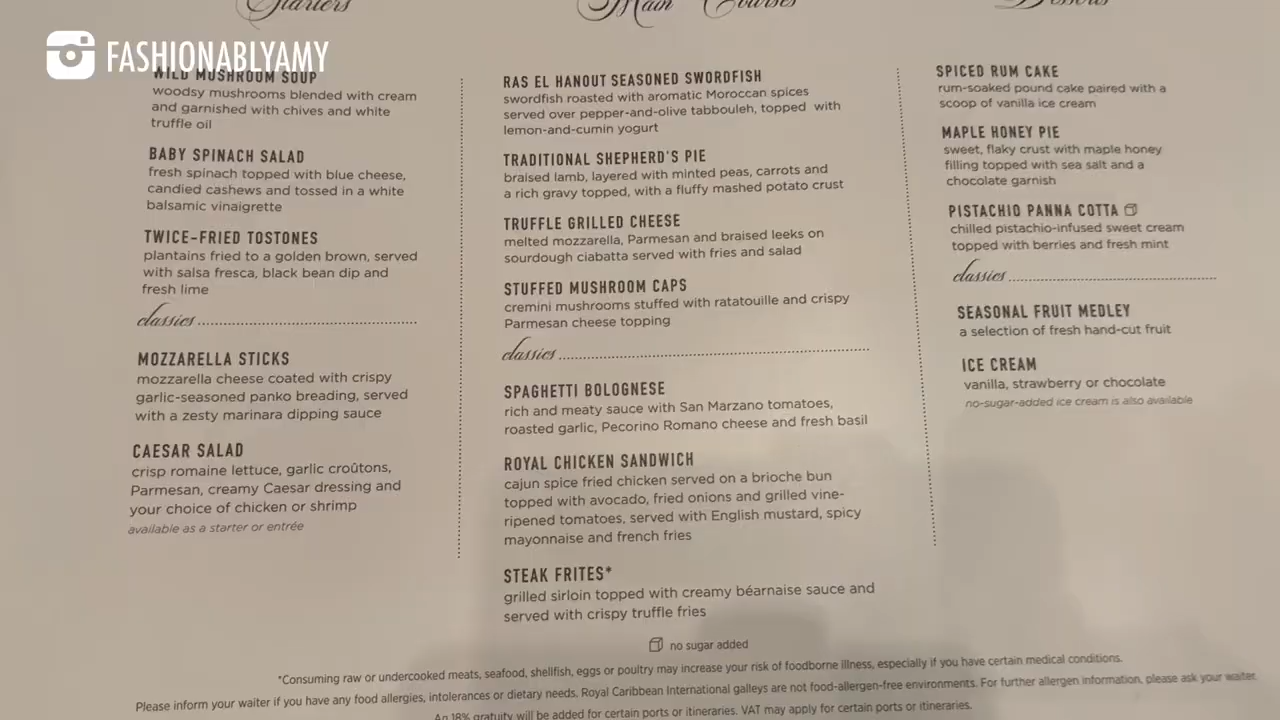 Starters
Main Courses
Desserts
FASHIONABLYAMY
WILD MUSHROOM SOUP
woodsy mushrooms blended with cream
and garnished with chives and white
truffle oil
BABY SPINACH SALAD
fresh spinach topped with blue cheese,
candied cashews and tossed in a white
balsamic vinaigrette
TWICE-FRIED TOSTONES
plantains fried to a golden brown, served
with salsa fresca, black bean dip and
fresh lime
classics
MOZZARELLA STICKS
mozzarella cheese coated with crispy
garlic-seasoned panko breading, served
with a zesty marinara dipping sauce
CAESAR SALAD
crisp romaine lettuce, garlic croûtons,
Parmesan, creamy Caesar dressing and
your choice of chicken or shrimp
available as a starter or entrée
RAS EL HANOUT SEASONED SWORDFISH
swordfish roasted with aromatic Moroccan spices
served over pepper-and-olive tabbouleh, topped with
lemon-and-cumin yogurt
TRADITIONAL SHEPHERD'S PIE
braised lamb, layered with minted peas, carrots and
a rich gravy topped, with a fluffy mashed potato crust
TRUFFLE GRILLED CHEESE
melted mozzarella, Parmesan and braised leeks on
sourdough ciabatta served with fries and salad
STUFFED MUSHROOM CAPS
cremini mushrooms stuffed with ratatouille and crispy
Parmesan cheese topping
classics
SPAGHETTI BOLOGNESE
rich and meaty sauce with San Marzano tomatoes,
roasted garlic, Pecorino Romano cheese and fresh basil
ROYAL CHICKEN SANDWICH
cajun spice fried chicken served on a brioche bun
topped with avocado, fried onions and grilled vine-
ripened tomatoes, served with English mustard, spicy
mayonnaise and french fries
STEAK FRITES*
grilled sirloin topped with creamy béarnaise sauce and
served with crispy truffle fries
SPICED RUM CAKE
rum-soaked pound cake paired with a
scoop of vanilla ice cream
MAPLE HONEY PIE
sweet, flaky crust with maple honey
filling topped with sea salt and a
chocolate garnish
PISTACHIO PANNA COTTA
chilled pistachio-infused sweet cream
topped with berries and fresh mint
classics
SEASONAL FRUIT MEDLEY
a selection of fresh hand-cut fruit
ICE CREAM
vanilla, strawberry or chocolate
no-sugar-added ice cream is also available
no sugar added
*Consuming raw or undercooked meats, seafood, shellfish, eggs or poultry may increase your risk of foodborne illness, especially if you have certain medical conditions.
Please inform your waiter if you have any food allergies, intolerances or dietary needs. Royal Caribbean International galleys are not food-allergen-free environments. For further allergen information, please ask your waiter.
An 18% gratuity will be added for certain ports or itineraries. VAT may apply for certain ports or itineraries.